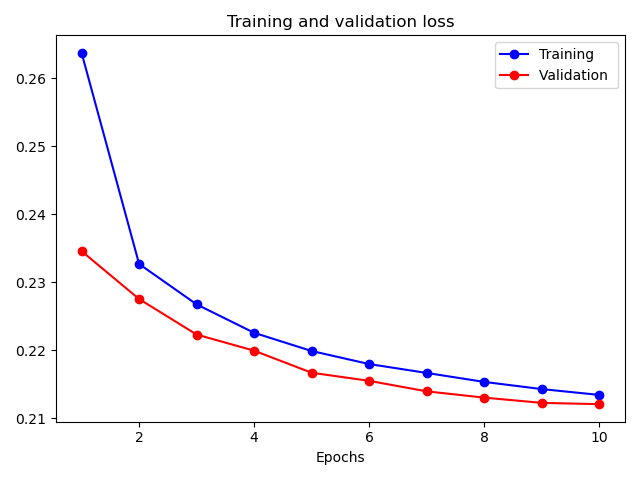 Training and validation loss
Training
Validation
0.26
0.25
0.24
0.23
0.22
0.21
2 4 6 8 10
Epochs